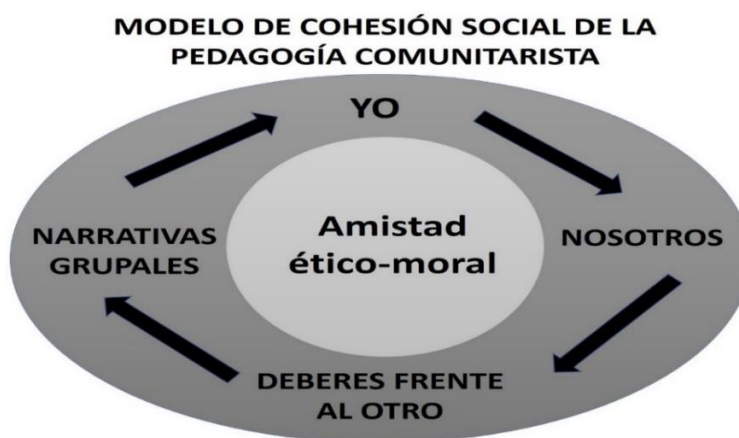 MODELO DE COHESIÓN SOCIAL DE LA
PEDAGOGÍA COMUNITARISTA
YO
NOSOTROS
DEBERES FRENTE
AL OTRO
NARRATIVAS
GRUPALES
Amistad
ético-moral